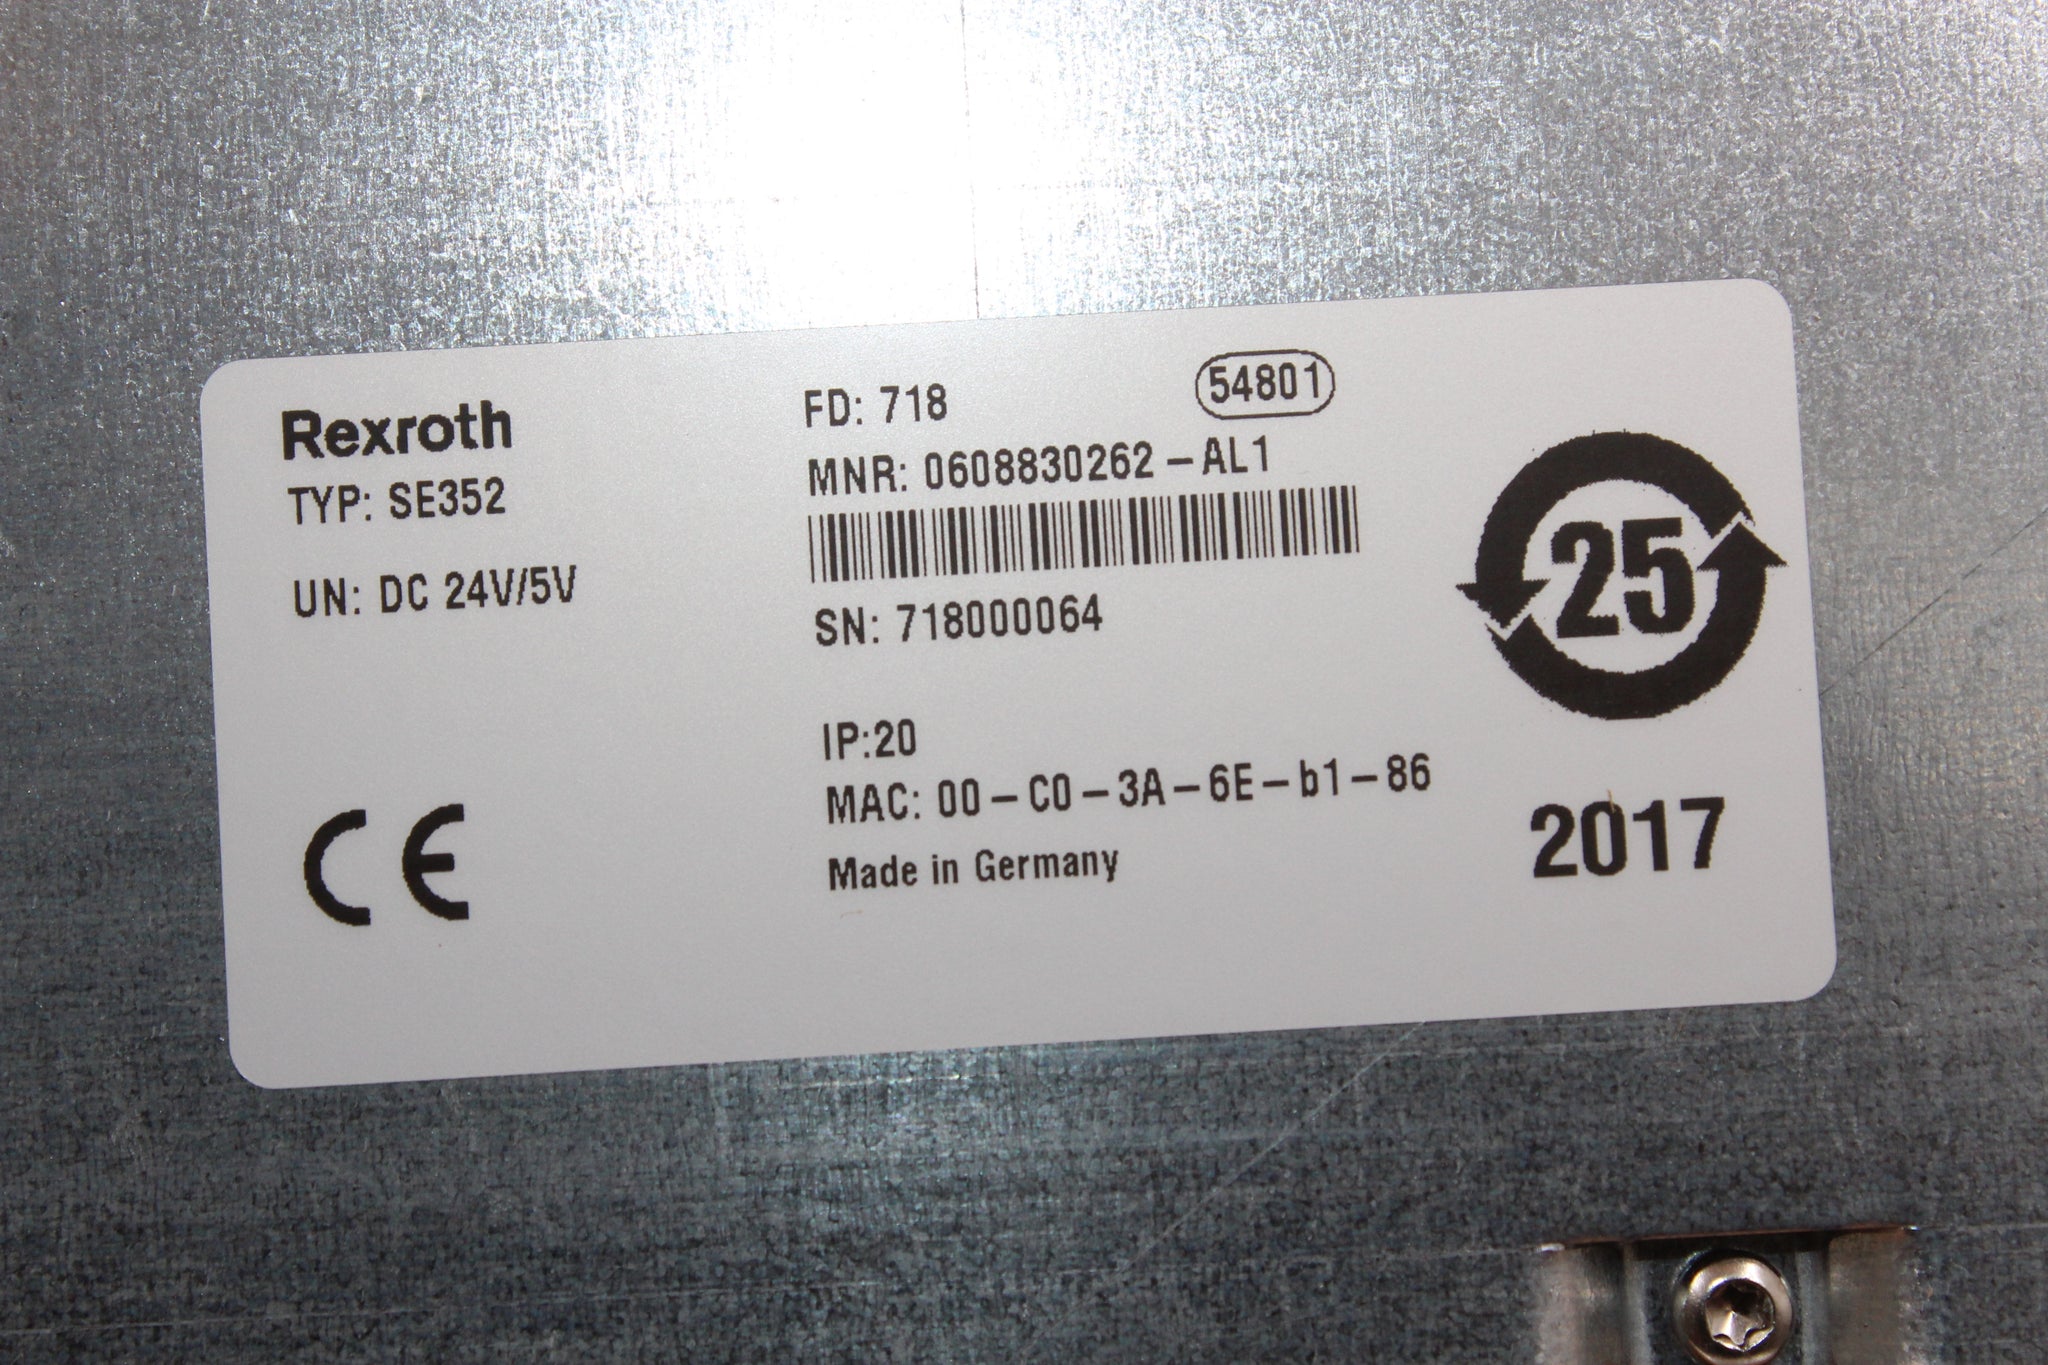 Rexroth
TYP: SE352
UN: DC 24V/5V
FD: 718
54801
MNR: 0608830262-AL1
SN: 718000064
IP:20
MAC: 00-C0-3A-6E-b1-86
Made in Germany
CE
25
2017